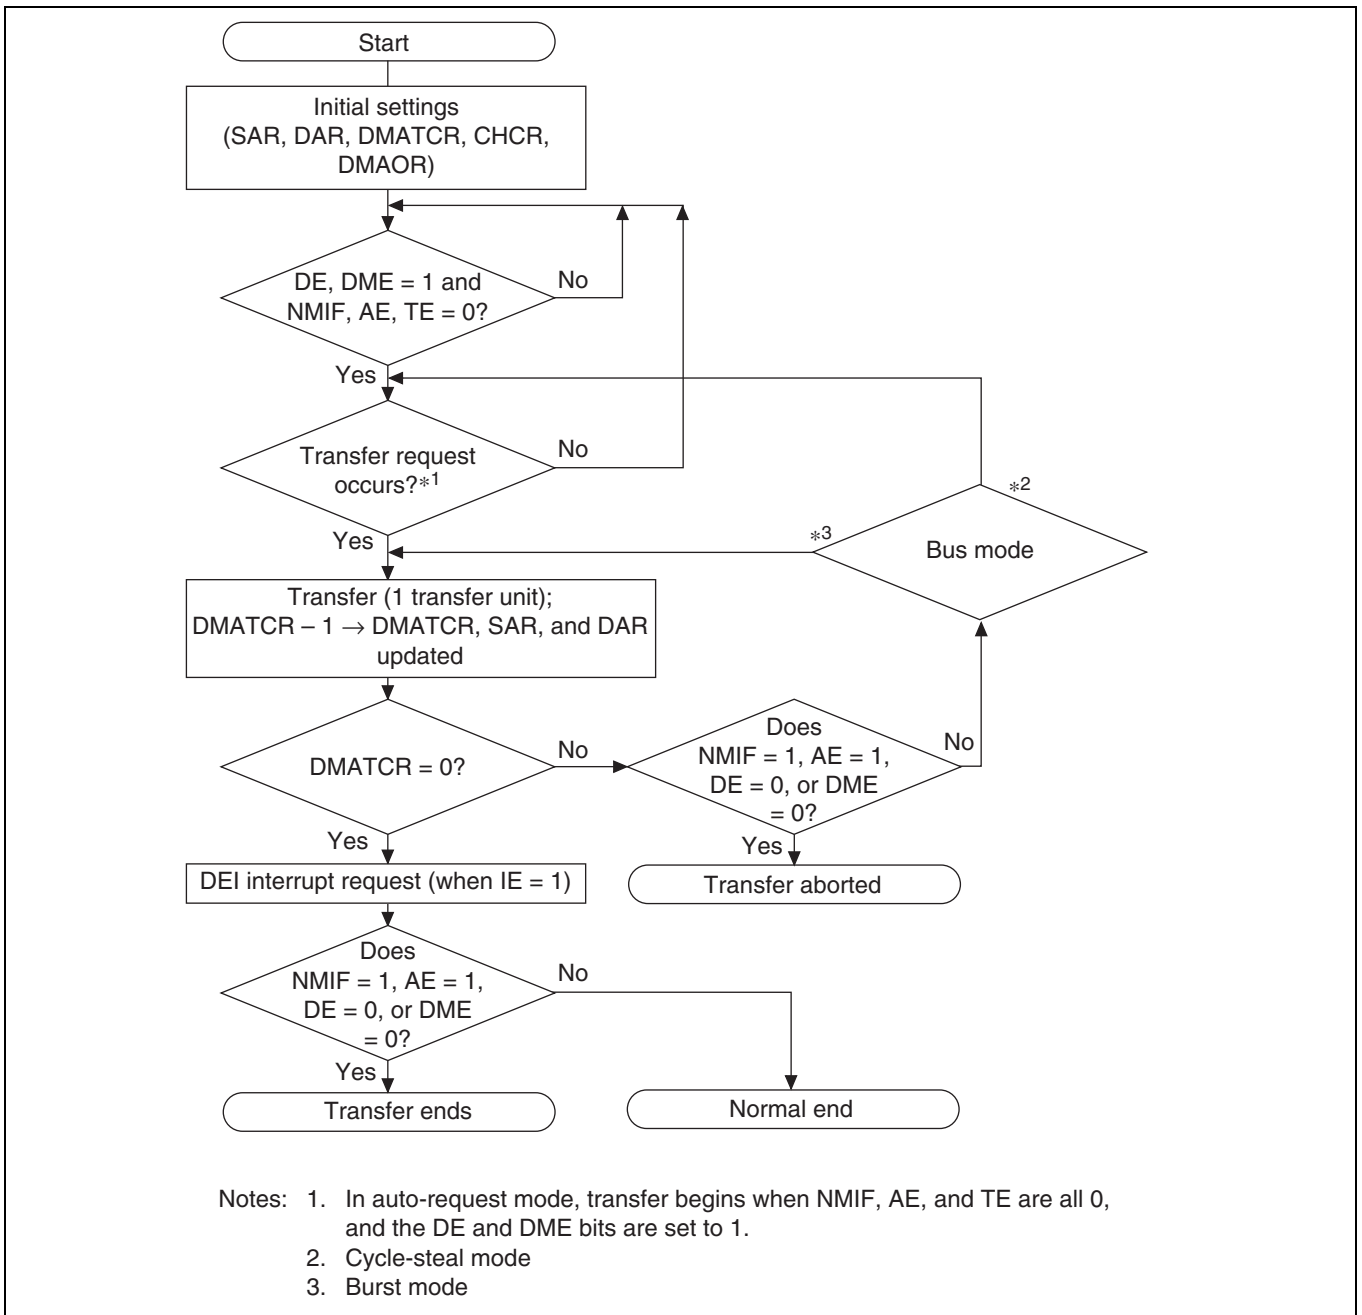 Start
Initial settings
(SAR, DAR, DMATCR, CHCR,
DMAOR)
DE, DME = 1 and
NMIF, AE, TE = 0?
No
Yes
Transfer request
occurs?*1
No
Yes
*2
*3
Bus mode
Transfer (1 transfer unit);
DMATCR – 1 → DMATCR, SAR, and DAR
updated
DMATCR = 0?
No
Does
NMIF = 1, AE = 1,
DE = 0, or DME
= 0?
No
Yes
Yes
DEI interrupt request (when IE = 1)
Transfer aborted
Does
NMIF = 1, AE = 1,
DE = 0, or DME
= 0?
No
Yes
Transfer ends
Normal end
Notes: 1. In auto-request mode, transfer begins when NMIF, AE, and TE are all 0,
and the DE and DME bits are set to 1.
2. Cycle-steal mode
3. Burst mode